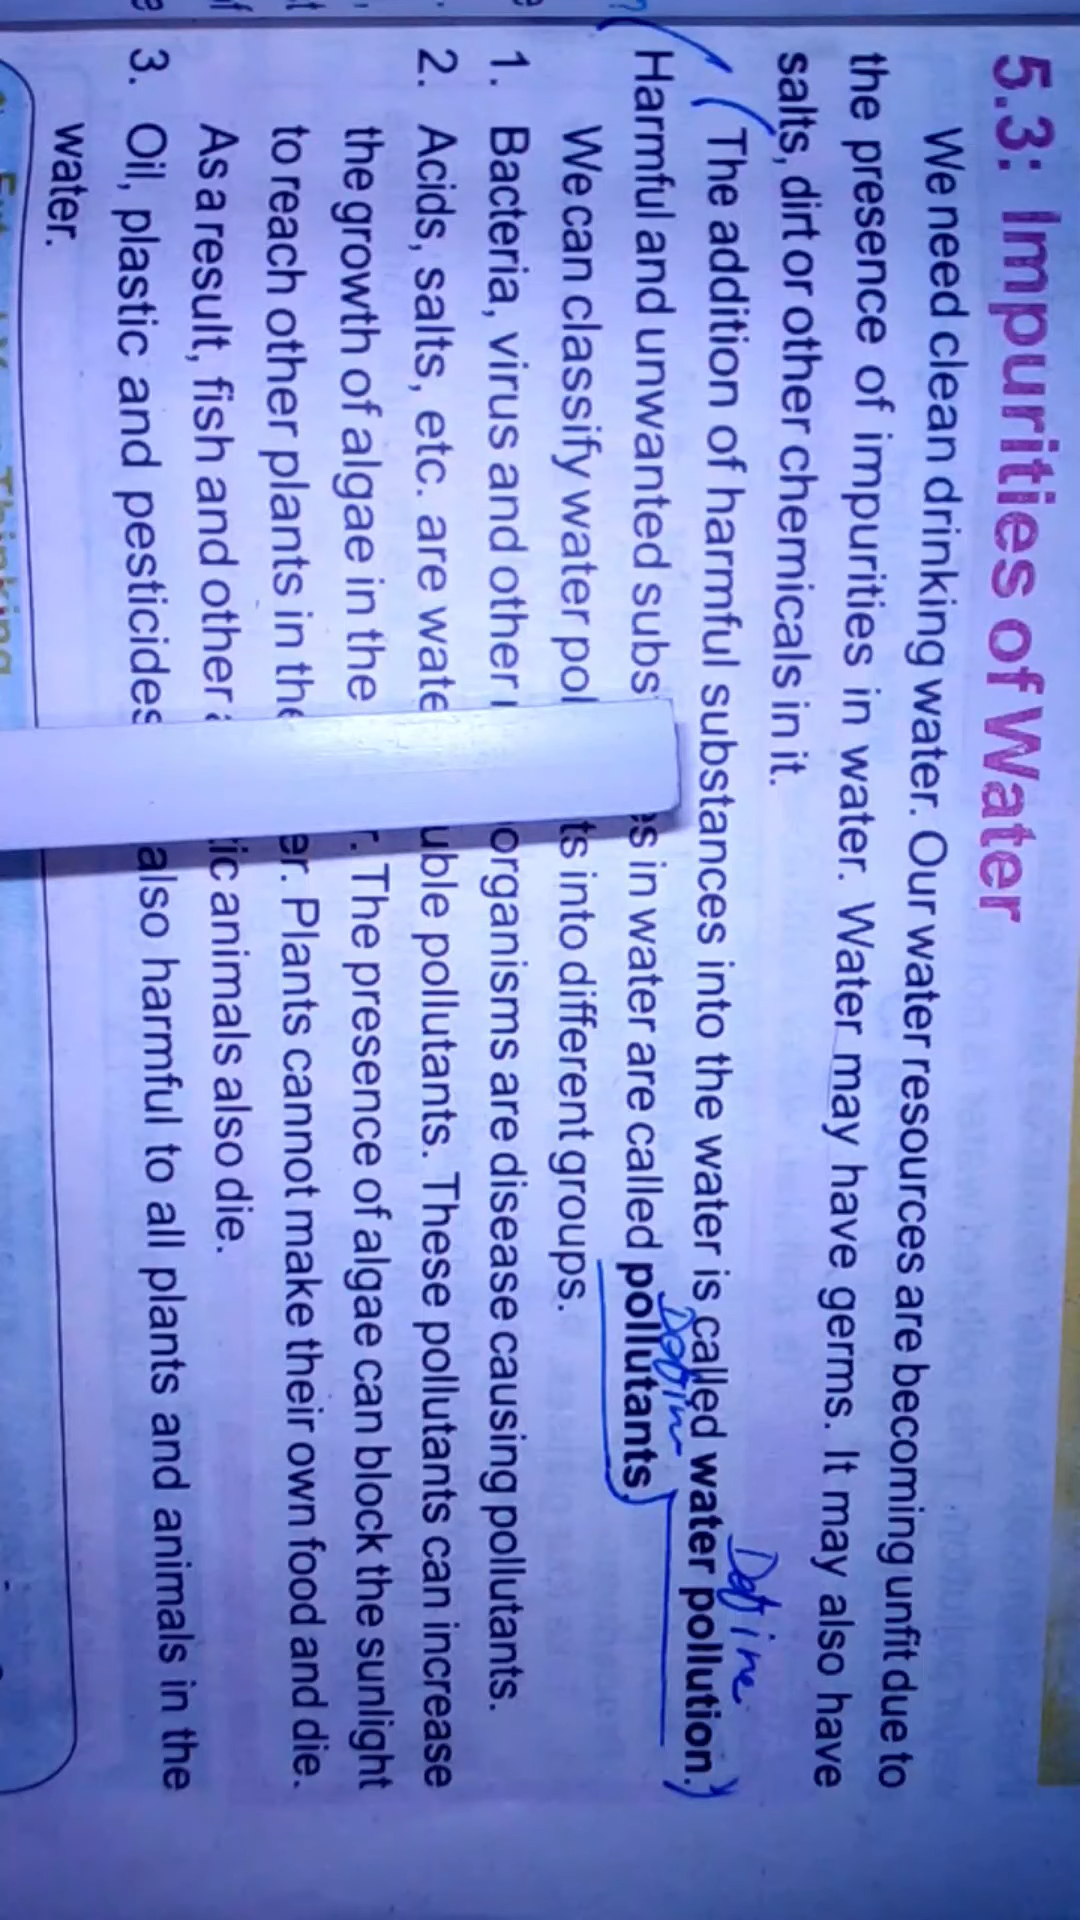 5.3: Impurities of Water
We need clean drinking water. Our water resources are becoming unfit due to
the presence of impurities in water. Water may have germs. It may also have
salts, dirt or other chemicals in it.
Define
(The addition of harmful substances into the water is called water pollution.)
Defin
Harmful and unwanted subs es in water are called pollutants)
We can classify water pol ts into different groups.
1. Bacteria, virus and other organisms are disease causing pollutants.
2. Acids, salts, etc. are wate uble pollutants. These pollutants can increase
the growth of algae in the r. The presence of algae can block the sunlight
to reach other plants in the er. Plants cannot make their own food and die.
As a result, fish and other tic animals also die.
3. Oil, plastic and pesticides also harmful to all plants and animals in the
water.